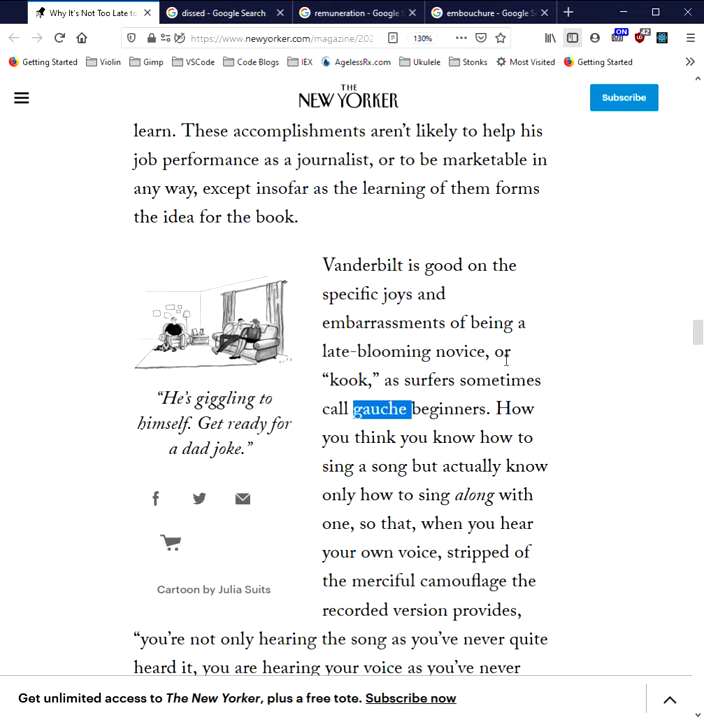 Why It's Not Too Late to
dissed - Google Search
remuneration - Google S
embouchure - Google Se
https://www.newyorker.com/magazine/202
130%
ON
42
Getting Started
Violin
Gimp
VSCode
Code Blogs
IEX
AgelessRx.com
Ukulele
Stonks
Most Visited
Getting Started
THE
NEW YORKER
Subscribe
learn. These accomplishments aren't likely to help his
job performance as a journalist, or to be marketable in
any way, except insofar as the learning of them forms
the idea for the book.
"He's giggling to
himself. Get ready for
a dad joke."
Cartoon by Julia Suits
Vanderbilt is good on the
specific joys and
embarrassments of being a
late-blooming novice, or
"kook," as surfers sometimes
call gauche beginners. How
you think you know how to
sing a song but actually know
only how to sing along with
one, so that, when you hear
your own voice, stripped of
the merciful camouflage the
recorded version provides,
"you're not only hearing the song as you've never quite
heard it, you are hearing your voice as you've never
Get unlimited access to The New Yorker, plus a free tote. Subscribe now